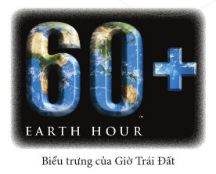 60+
EARTH HOUR
Biểu trưng của Giờ Trái Đất